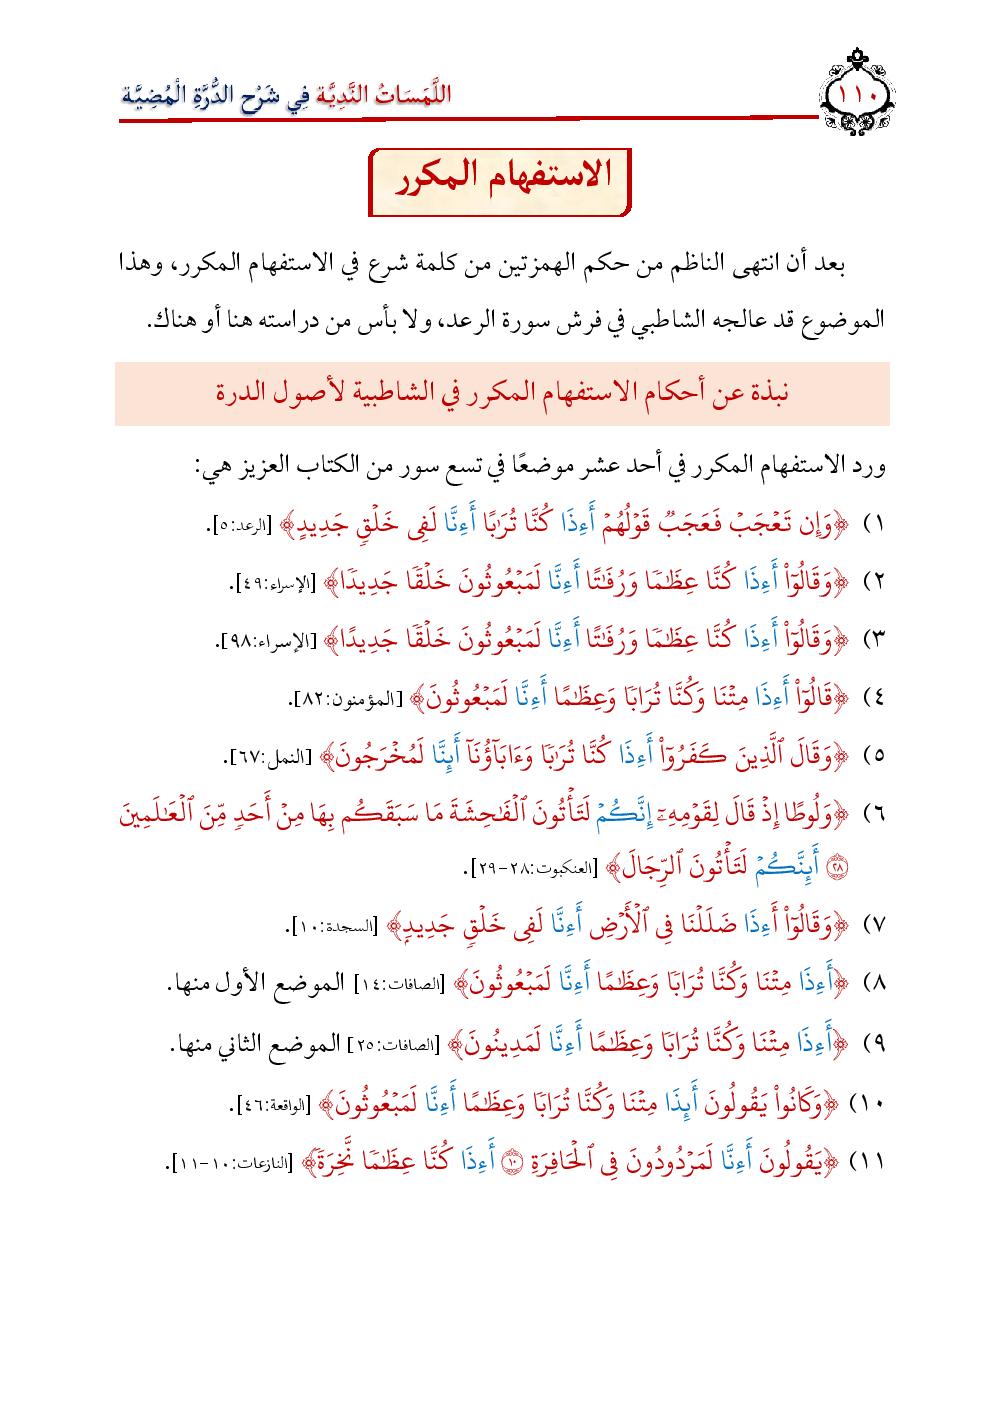 ١١٠
اللَّمَسَاتُ النَّدِيَّة فِي شَرْح الدُّرَّةِ الْمُضِيَّة
الاستفهام المكرر
بعد أن انتهى الناظم من حكم الهمزتين من كلمة شرع في الاستفهام المكرر، وهذا
الموضوع قد عالجه الشاطبي في فرش سورة الرعد، ولا بأس من دراسته هنا أو هناك.
نبذة عن أحكام الاستفهام المكرر في الشاطبية لأصول الدرة
ورد الاستفهام المكرر في أحد عشر موضعًا في تسع سور من الكتاب العزيز هي:
١) ﴿وَإِن تَعۡجَبۡ فَعَجَبٞ قَوۡلُهُمۡ أَءِذَا كُنَّا تُرَٰبًا أَءِنَّا لَفِى خَلۡقٖ جَدِيدٍ﴾ [الرعد:٥].
٢) ﴿وَقَالُوٓاْ أَءِذَا كُنَّا عِظَٰمٗا وَرُفَٰتًا أَءِنَّا لَمَبۡعُوثُونَ خَلۡقٗا جَدِيدٗا﴾ [الإسراء:٤٩].
٣) ﴿وَقَالُوٓاْ أَءِذَا كُنَّا عِظَٰمٗا وَرُفَٰتًا أَءِنَّا لَمَبۡعُوثُونَ خَلۡقٗا جَدِيدًا﴾ [الإسراء:٩٨].
٤) ﴿قَالُوٓاْ أَءِذَا مِتۡنَا وَكُنَّا تُرَابٗا وَعِظَٰمًا أَءِنَّا لَمَبۡعُوثُونَ﴾ [المؤمنون:٨٢].
٥) ﴿وَقَالَ ٱلَّذِينَ كَفَرُوٓاْ أَءِذَا كُنَّا تُرَٰبٗا وَءَابَآؤُنَآ أَئِنَّا لَمُخۡرَجُونَ﴾ [النمل:٦٧].
٦) ﴿وَلُوطًا إِذۡ قَالَ لِقَوۡمِهِۦٓ إِنَّكُمۡ لَتَأۡتُونَ ٱلۡفَٰحِشَةَ مَا سَبَقَكُم بِهَا مِنۡ أَحَدٖ مِّنَ ٱلۡعَٰلَمِينَ
۝٢٨ أَئِنَّكُمۡ لَتَأۡتُونَ ٱلرِّجَالَ﴾ [العنكبوت:٢٨-٢٩].
٧) ﴿وَقَالُوٓاْ أَءِذَا ضَلَلۡنَا فِى ٱلۡأَرۡضِ أَءِنَّا لَفِى خَلۡقٖ جَدِيدِۭ﴾ [السجدة:١٠].
٨) ﴿أَءِذَا مِتۡنَا وَكُنَّا تُرَابٗا وَعِظَٰمًا أَءِنَّا لَمَبۡعُوثُونَ﴾ [الصافات:١٤] الموضع الأول منها.
٩) ﴿أَءِذَا مِتۡنَا وَكُنَّا تُرَابٗا وَعِظَٰمًا أَءِنَّا لَمَدِينُونَ﴾ [الصافات:٢٥] الموضع الثاني منها.
١٠) ﴿وَكَانُواْ يَقُولُونَ أَئِذَا مِتۡنَا وَكُنَّا تُرَابٗا وَعِظَٰمًا أَءِنَّا لَمَبۡعُوثُونَ﴾ [الواقعة:٤٦].
١١) ﴿يَقُولُونَ أَءِنَّا لَمَرۡدُودُونَ فِى ٱلۡحَافِرَةِ ۝١٠ أَءِذَا كُنَّا عِظَٰمٗا نَّخِرَةٗ﴾ [النازعات:١٠-١١].